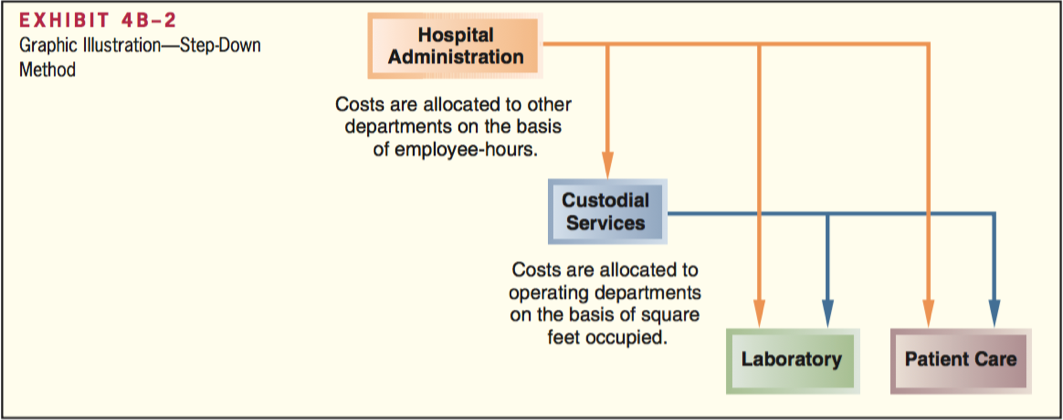 EXHIBIT 4B–2
Graphic Illustration—Step-Down
Method
Hospital
Administration
Costs are allocated to other
departments on the basis
of employee-hours.
Custodial
Services
Costs are allocated to
operating departments
on the basis of square
feet occupied.
Laboratory
Patient Care